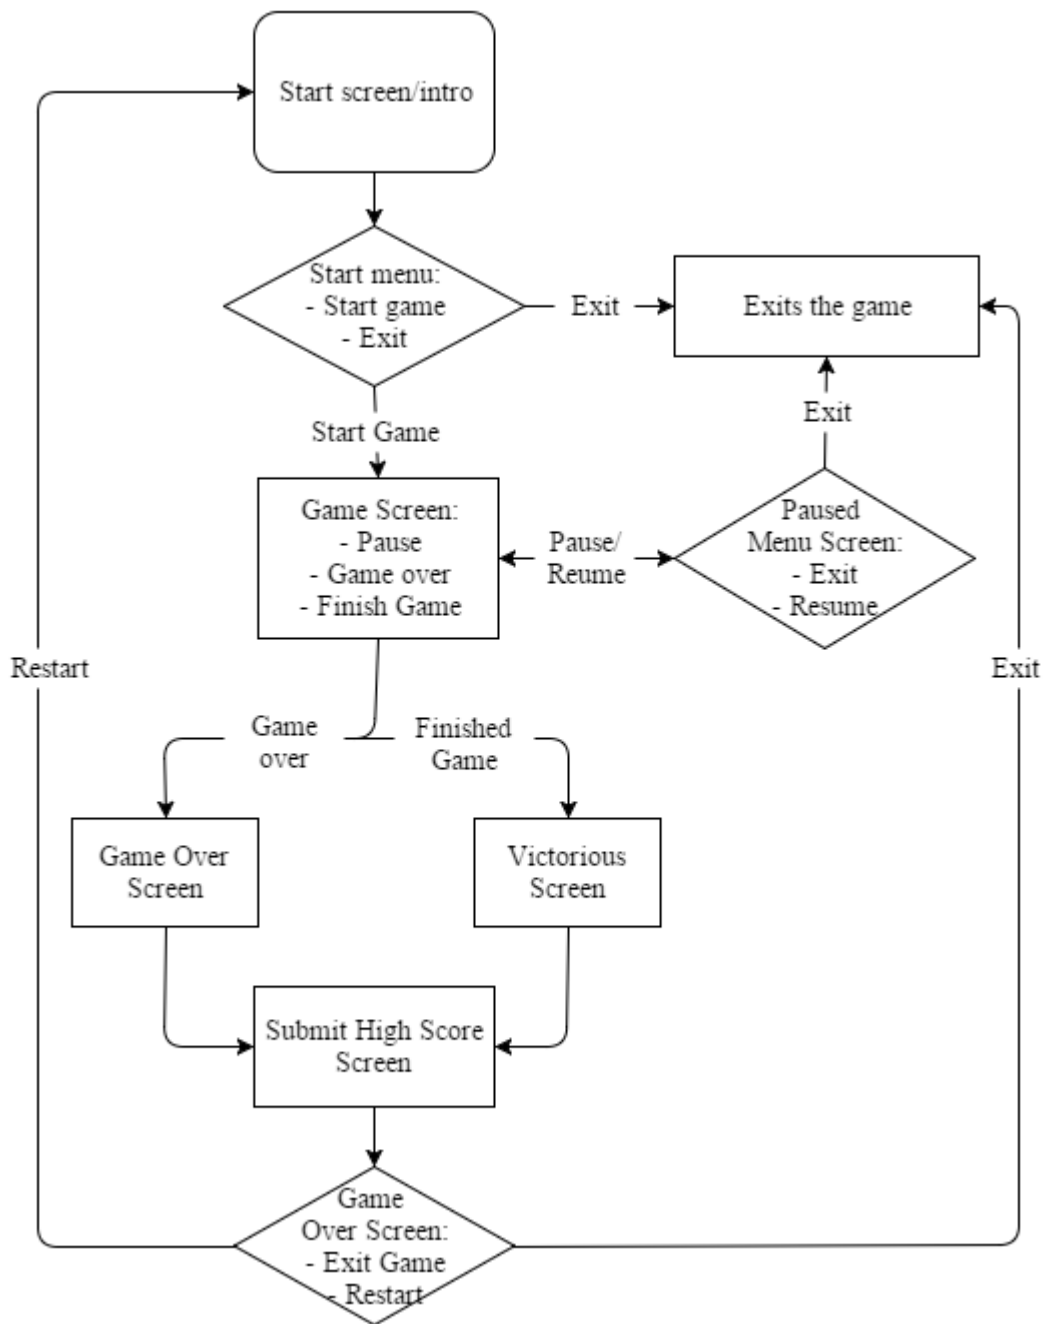 Start screen/intro
Start menu:
- Start game
- Exit
Exit
Exits the game
Exit
Start Game
Game Screen:
- Pause
- Game over
- Finish Game
Pause/
Reume
Paused
Menu Screen:
- Exit
- Resume
Restart
Exit
Game
over
Finished
Game
Game Over
Screen
Victorious
Screen
Submit High Score
Screen
Game
Over Screen:
- Exit Game
- Restart